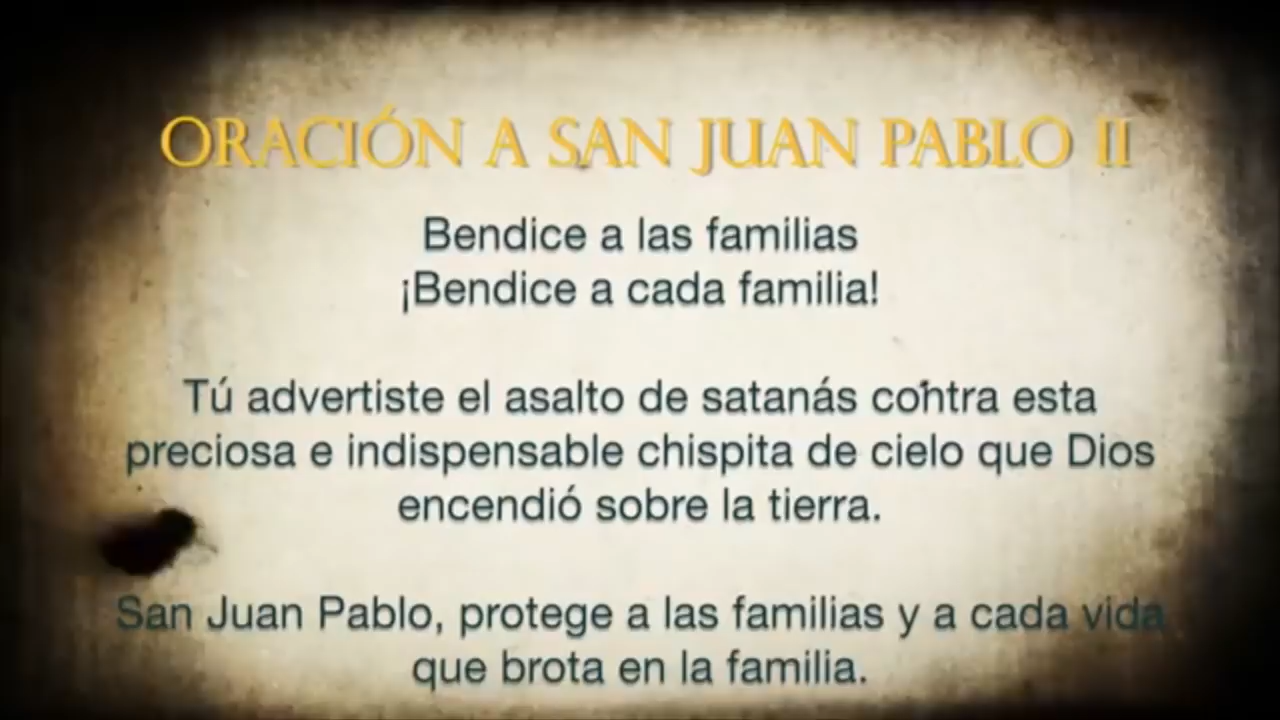 ORACIÓN A SAN JUAN PABLO II
Bendice a las familias
¡Bendice a cada familia!
Tú advertiste el asalto de satanás contra esta
preciosa e indispensable chispita de cielo que Dios
encendió sobre la tierra.
San Juan Pablo, protege a las familias y a cada vida
que brota en la familia.